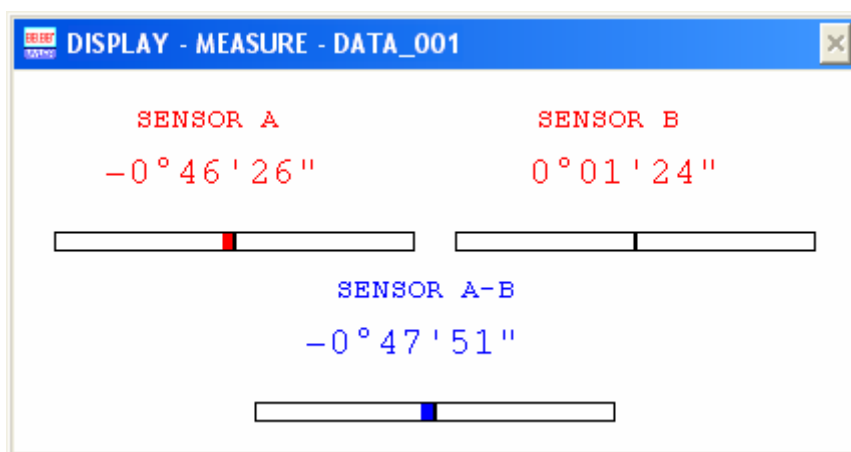 DISPLAY - MEASURE - DATA_001
SENSOR A SENSOR B
-0°46'26" 0°01'24"
SENSOR A-B
-0°47'51"